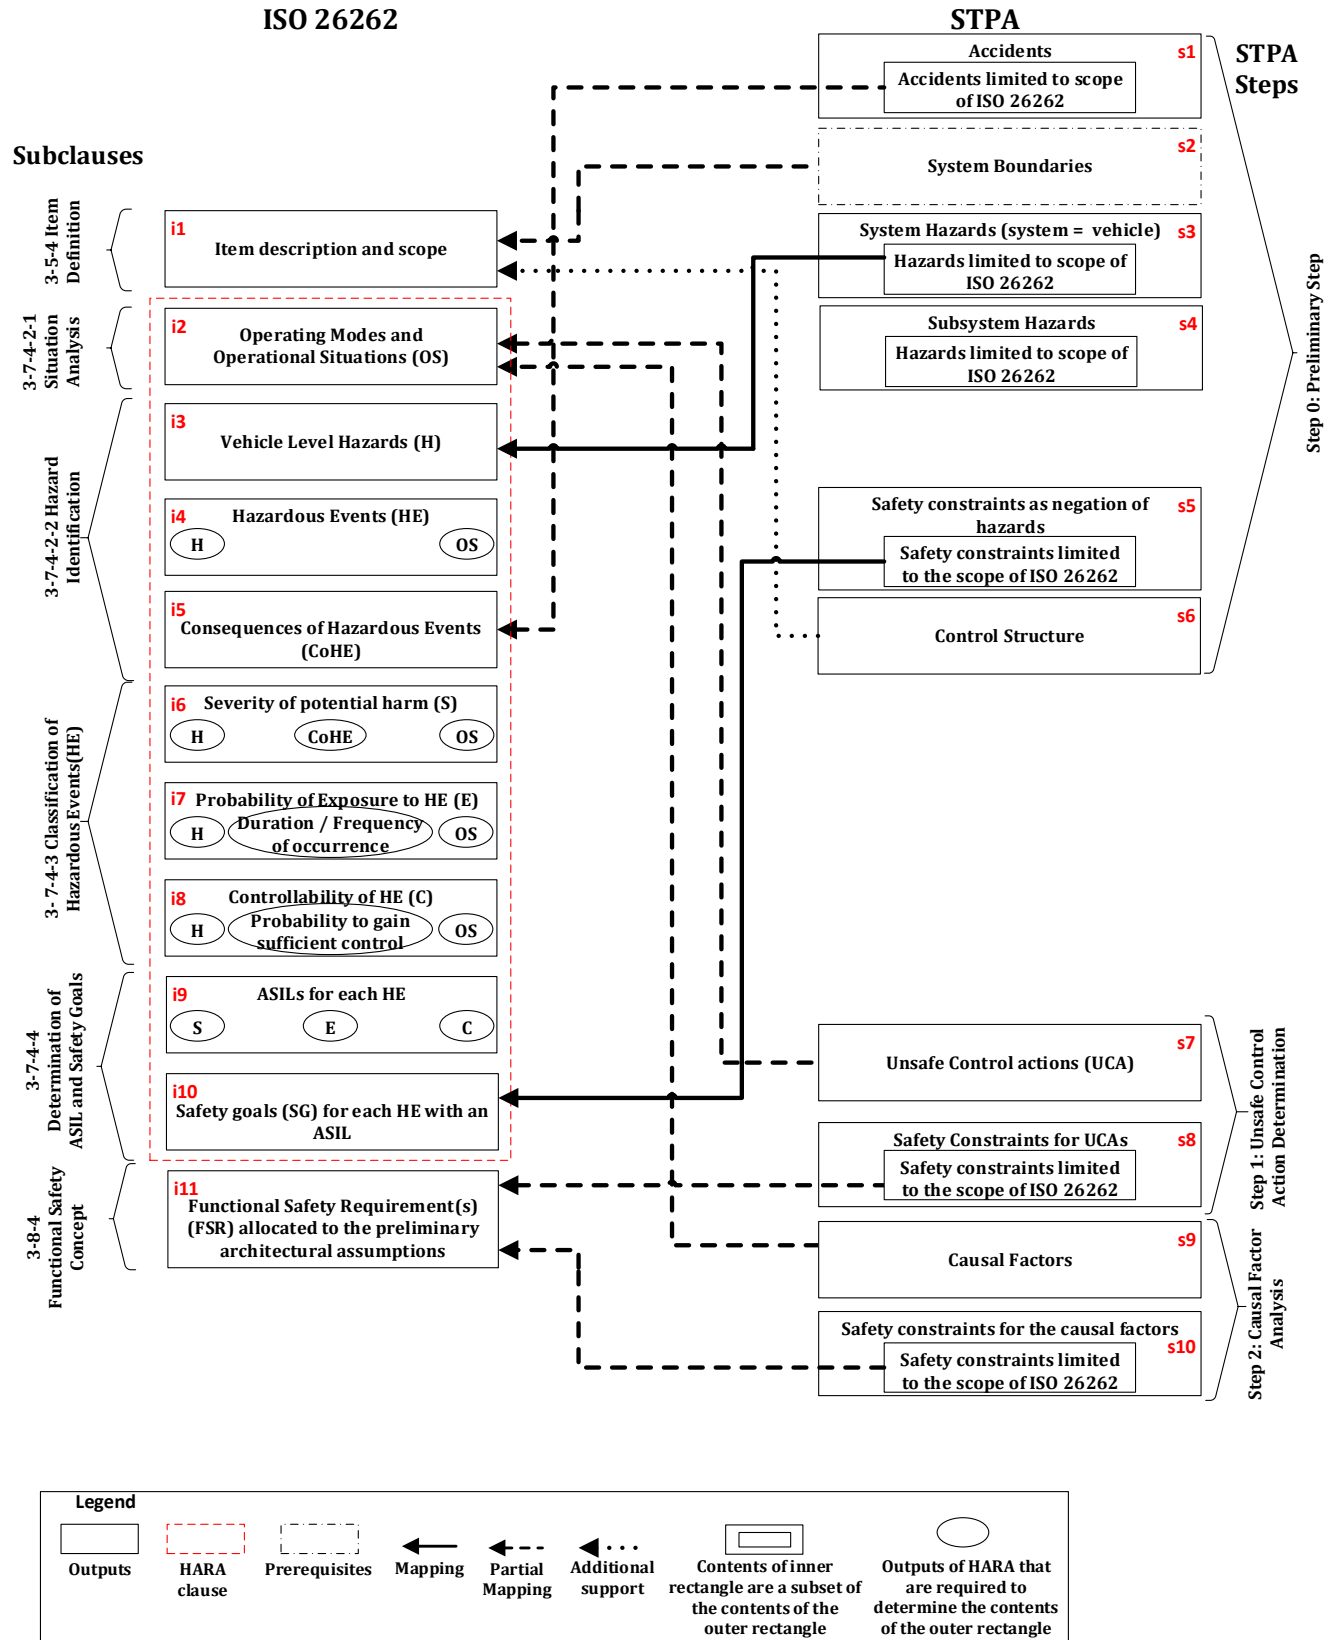 ISO 26262
STPA
STPA
Steps
Subclauses
3-5-4 Item
Definition
i1
Item description and scope
3-7-4-2-1
Situation
Analysis
i2
Operating Modes and
Operational Situations (OS)
3-7-4-2-2 Hazard
Identification
i3
Vehicle Level Hazards (H)
i4
Hazardous Events (HE)
H
OS
i5
Consequences of Hazardous Events
(CoHE)
3- 7-4-3 Classification of
Hazardous Events(HE)
i6
Severity of potential harm (S)
H
CoHE
OS
i7
Probability of Exposure to HE (E)
H
Duration / Frequency
of occurrence
OS
i8
Controllability of HE (C)
H
Probability to gain
sufficient control
OS
3-7-4-4
Determination of
ASIL and Safety Goals
i9
ASILs for each HE
S
E
C
i10
Safety goals (SG) for each HE with an
ASIL
3-8-4
Functional Safety
Concept
i11
Functional Safety Requirement(s)
(FSR) allocated to the preliminary
architectural assumptions
Accidents
s1
Accidents limited to scope
of ISO 26262
s2
System Boundaries
System Hazards (system = vehicle)
s3
Hazards limited to scope of
ISO 26262
Subsystem Hazards
s4
Hazards limited to scope of
ISO 26262
Safety constraints as negation of
hazards
s5
Safety constraints limited
to the scope of ISO 26262
s6
Control Structure
Step 0: Preliminary Step
s7
Unsafe Control actions (UCA)
Safety Constraints for UCAs
s8
Safety constraints limited
to the scope of ISO 26262
Step 1: Unsafe Control
Action Determination
s9
Causal Factors
Safety constraints for the causal factors
s10
Safety constraints limited
to the scope of ISO 26262
Step 2: Causal Factor
Analysis
Legend
Outputs
HARA
clause
Prerequisites
Mapping
Partial
Mapping
Additional
support
Contents of inner
rectangle are a subset of
the contents of the
outer rectangle
Outputs of HARA that
are required to
determine the contents
of the outer rectangle